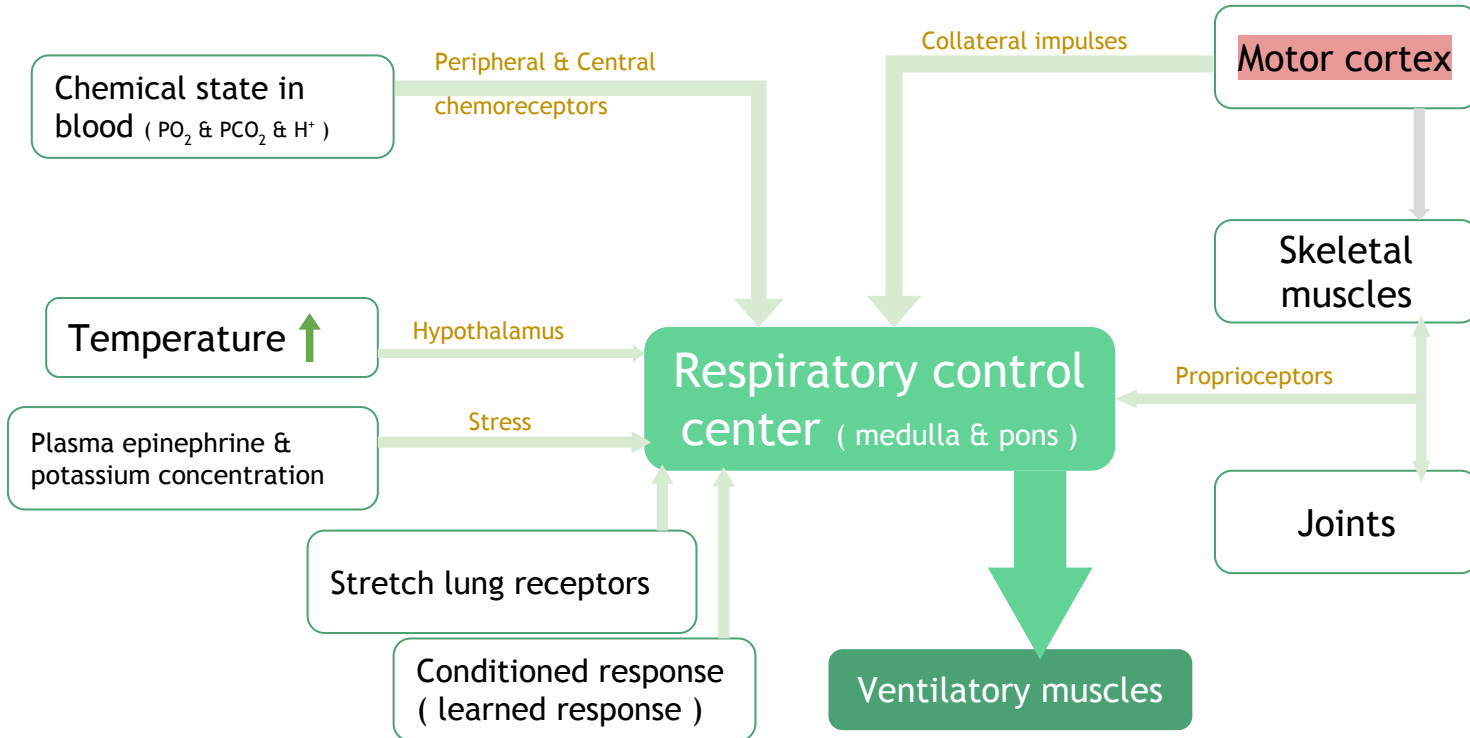 Collateral impulses
Motor cortex
Peripheral & Central
chemoreceptors
Chemical state in
blood ( PO₂ & PCO₂ & H⁺ )
Skeletal
muscles
Temperature
Hypothalamus
Respiratory control
center ( medulla & pons )
Proprioceptors
Stress
Plasma epinephrine &
potassium concentration
Joints
Stretch lung receptors
Conditioned response
( learned response )
Ventilatory muscles